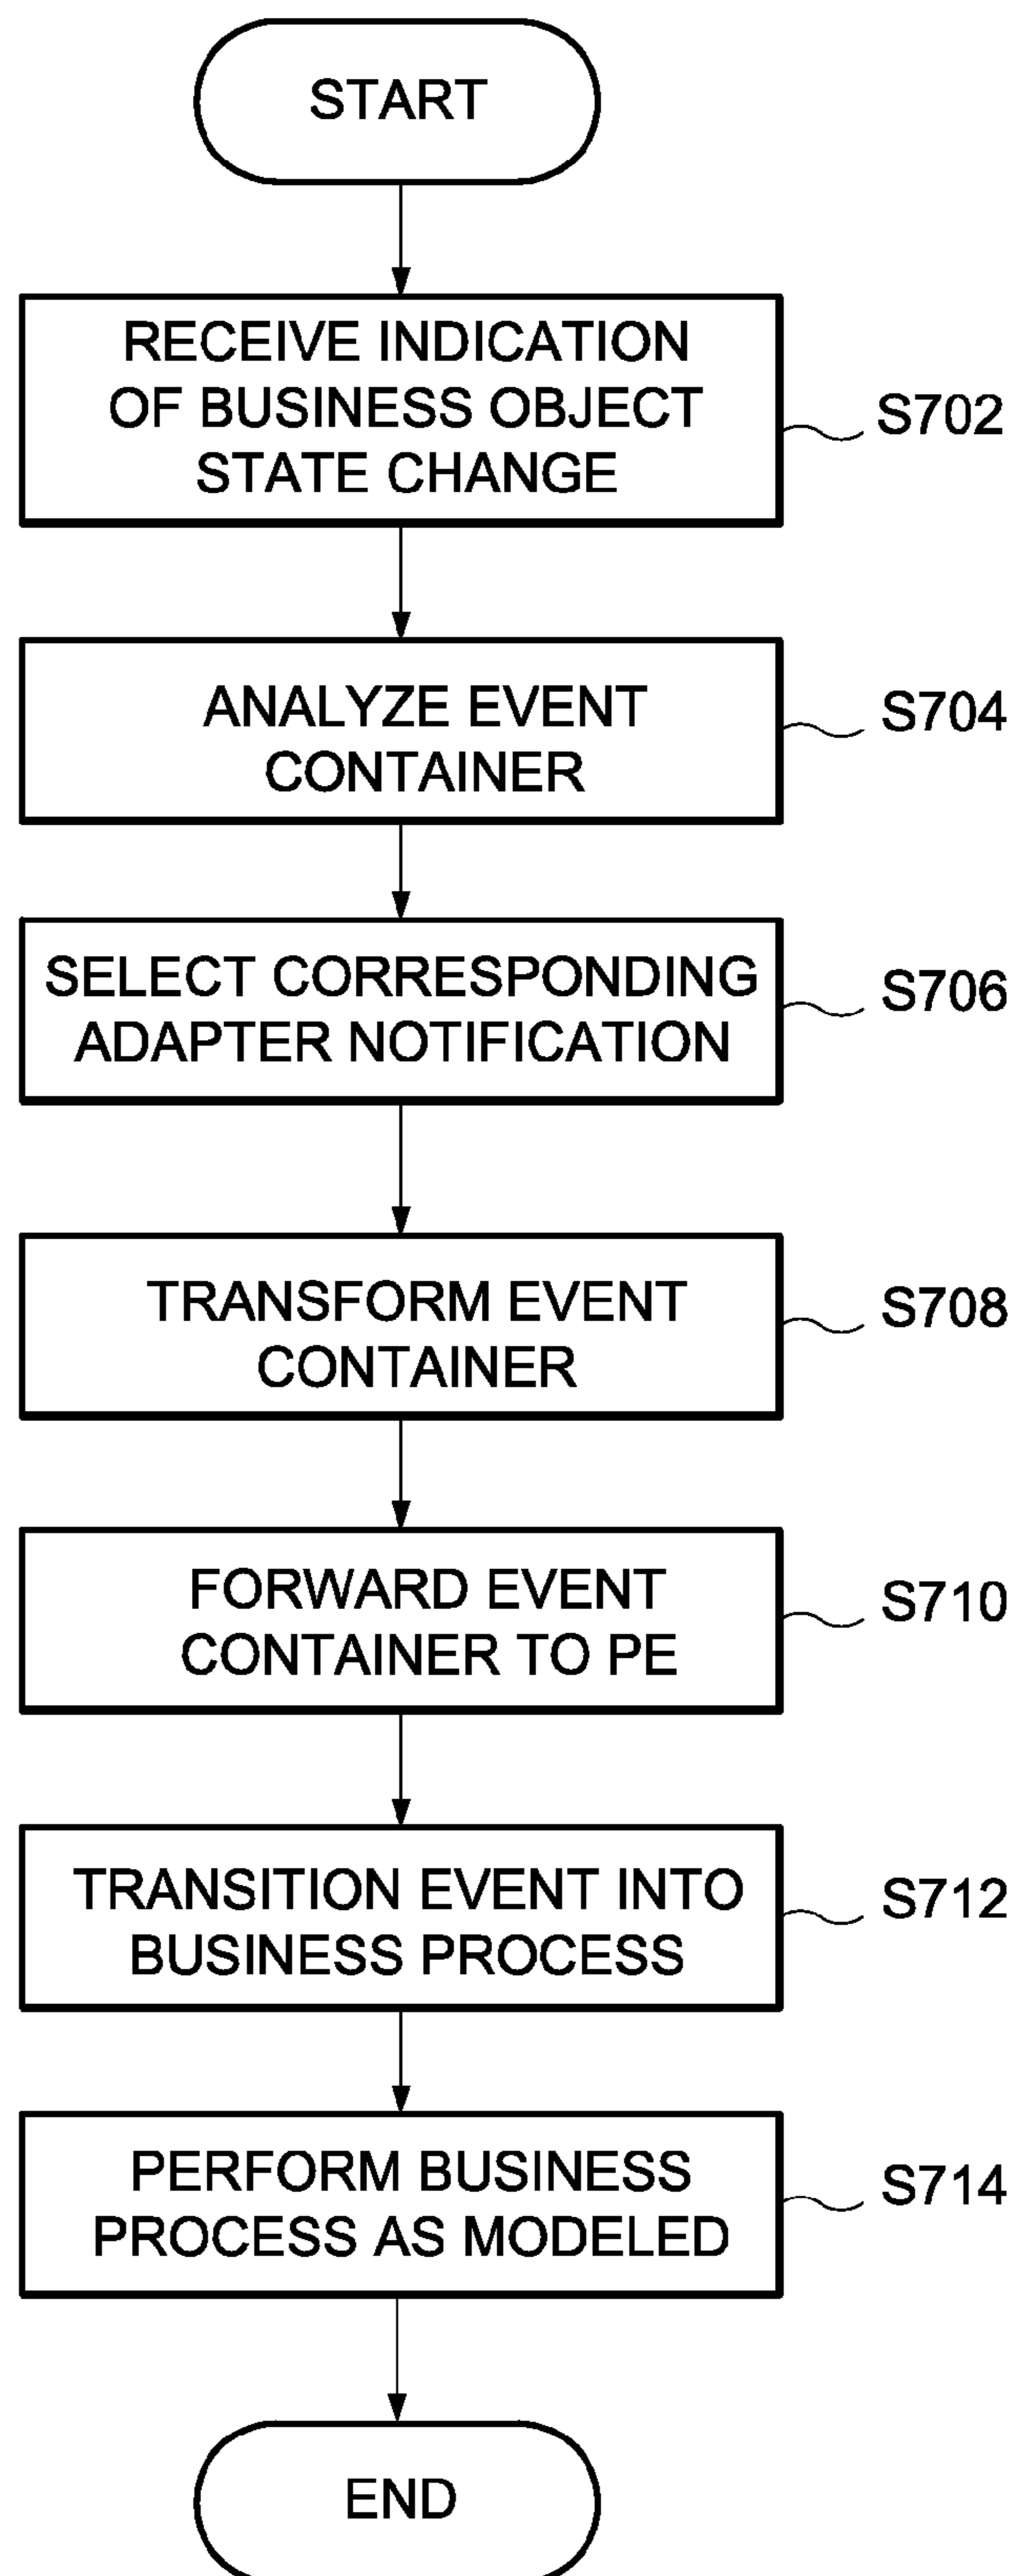 START
RECEIVE INDICATION
OF BUSINESS OBJECT
STATE CHANGE
S702
ANALYZE EVENT
CONTAINER
S704
SELECT CORRESPONDING
ADAPTER NOTIFICATION
S706
TRANSFORM EVENT
CONTAINER
S708
FORWARD EVENT
CONTAINER TO PE
S710
TRANSITION EVENT INTO
BUSINESS PROCESS
S712
PERFORM BUSINESS
PROCESS AS MODELED
S714
END